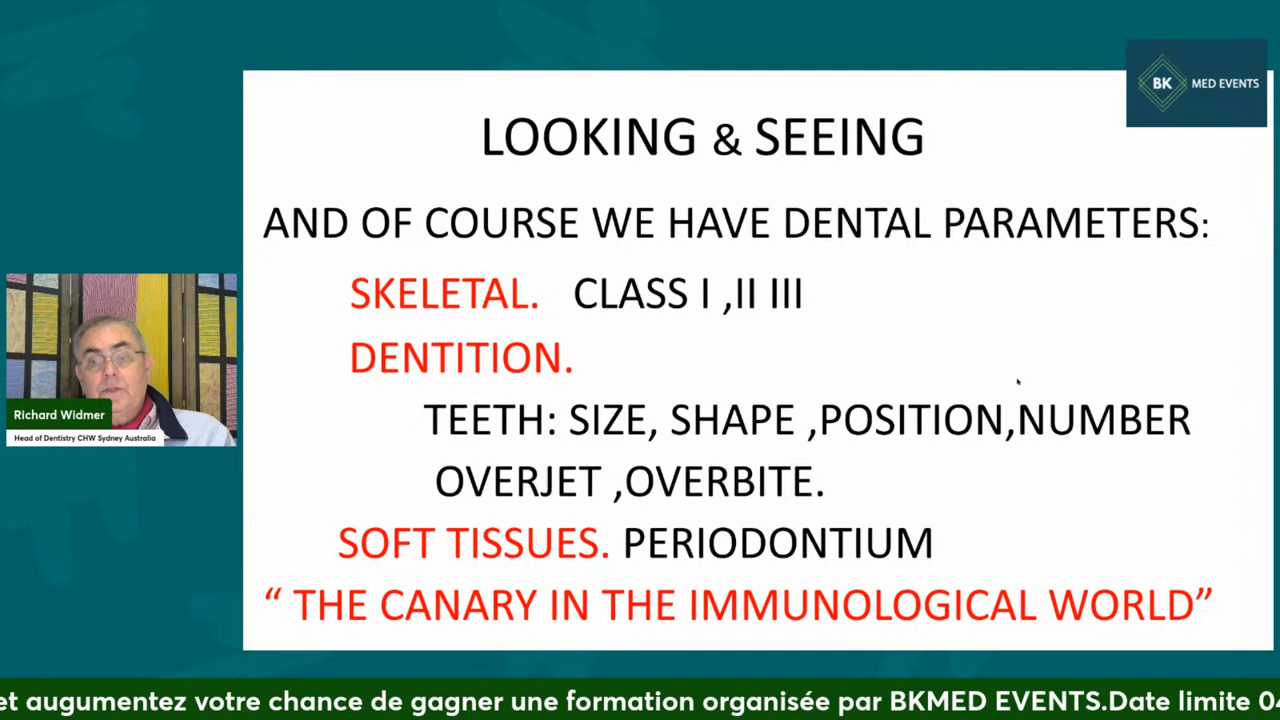 BK MED EVENTS
LOOKING & SEEING
AND OF COURSE WE HAVE DENTAL PARAMETERS:
SKELETAL. CLASS I ,II III
DENTITION.
TEETH: SIZE, SHAPE ,POSITION,NUMBER
OVERJET ,OVERBITE.
SOFT TISSUES. PERIODONTIUM
“ THE CANARY IN THE IMMUNOLOGICAL WORLD”
Richard Widmer
Head of Dentistry CHW Sydney Australia
et augumentez votre chance de gagner une formation organisée par BKMED EVENTS.Date limite